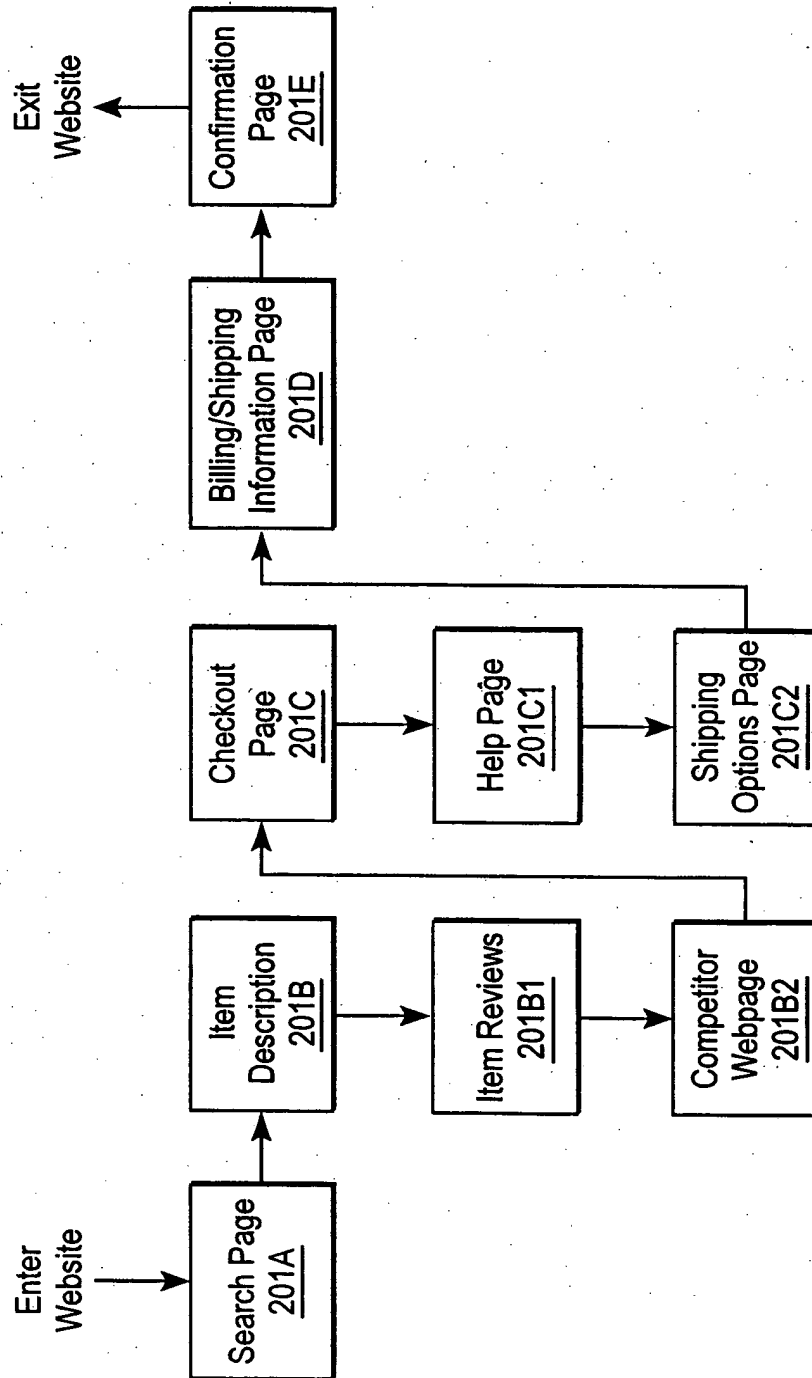 Enter
Website
Search Page
201A
Item
Description
201B
Item Reviews
201B1
Competitor
Webpage
201B2
Checkout
Page
201C
Help Page
201C1
Shipping
Options Page
201C2
Billing/Shipping
Information Page
201D
Confirmation
Page
201E
Exit
Website